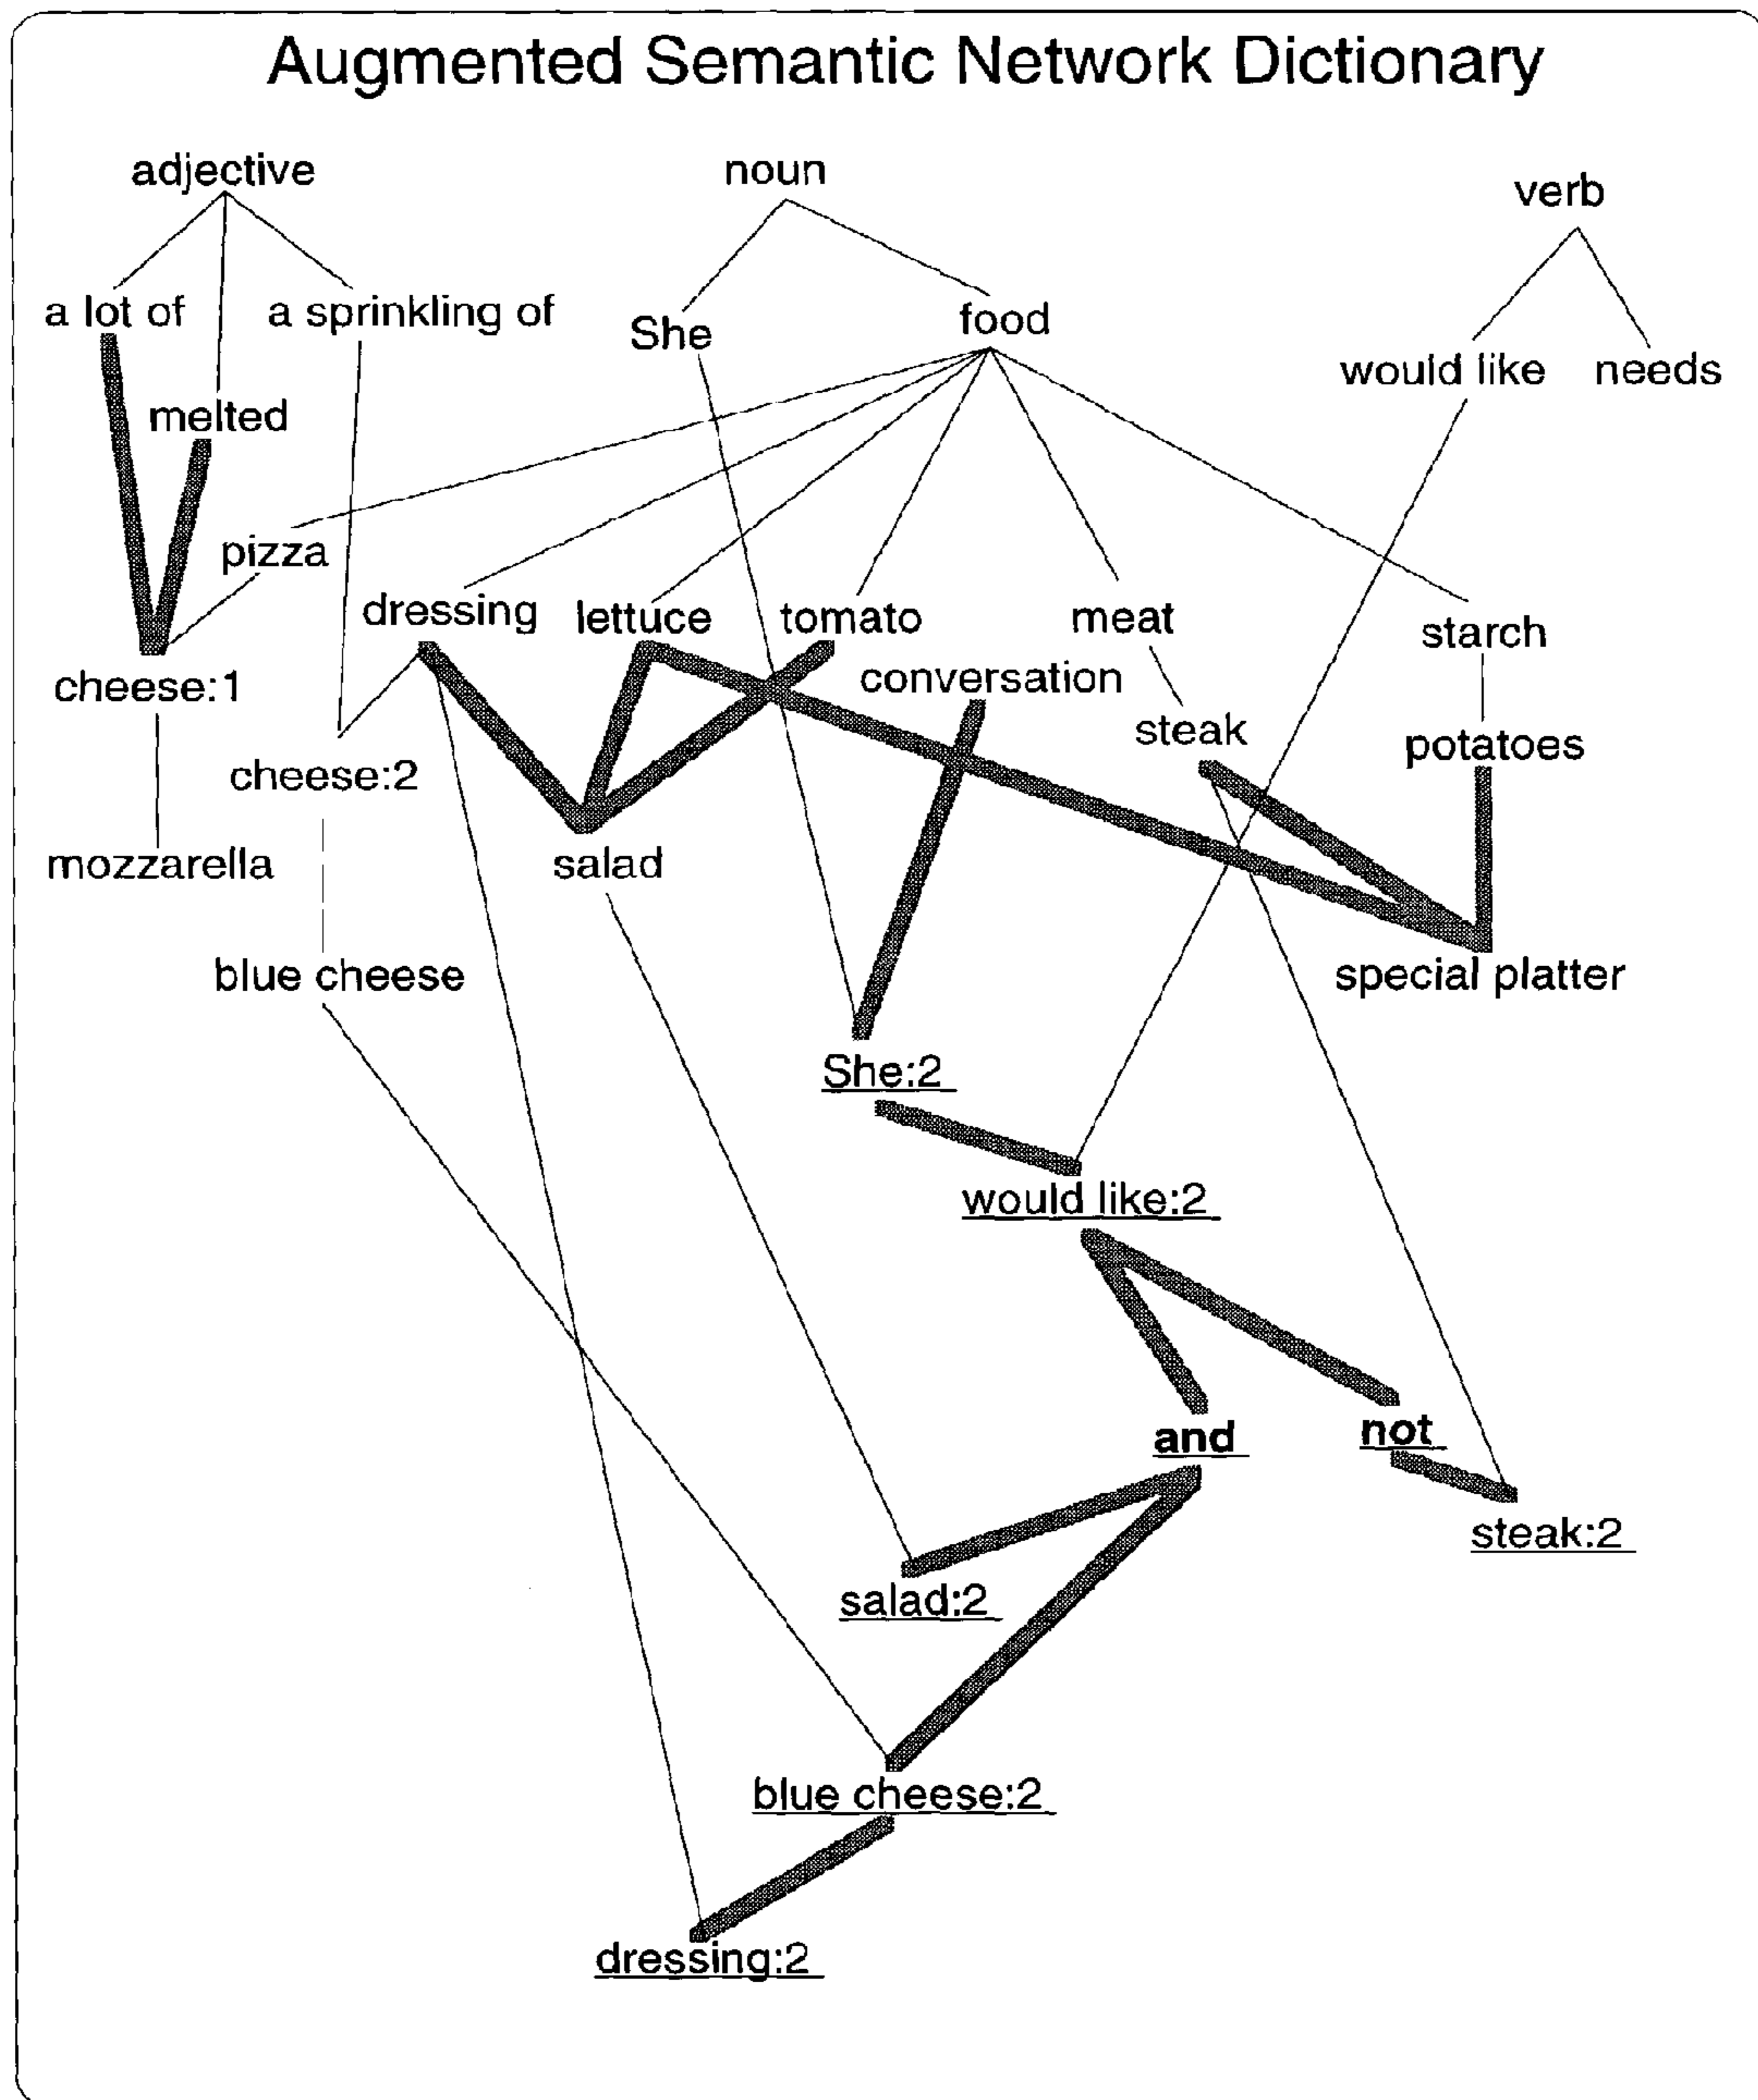 Augmented Semantic Network Dictionary
adjective
noun
verb
a lot of
a sprinkling of
She
food
would like
needs
melted
pizza
dressing
lettuce
tomato
meat
starch
cheese:1
conversation
steak
potatoes
cheese:2
mozzarella
salad
blue cheese
special platter
She:2
would like:2
and
not
steak:2
salad:2
blue cheese:2
dressing:2